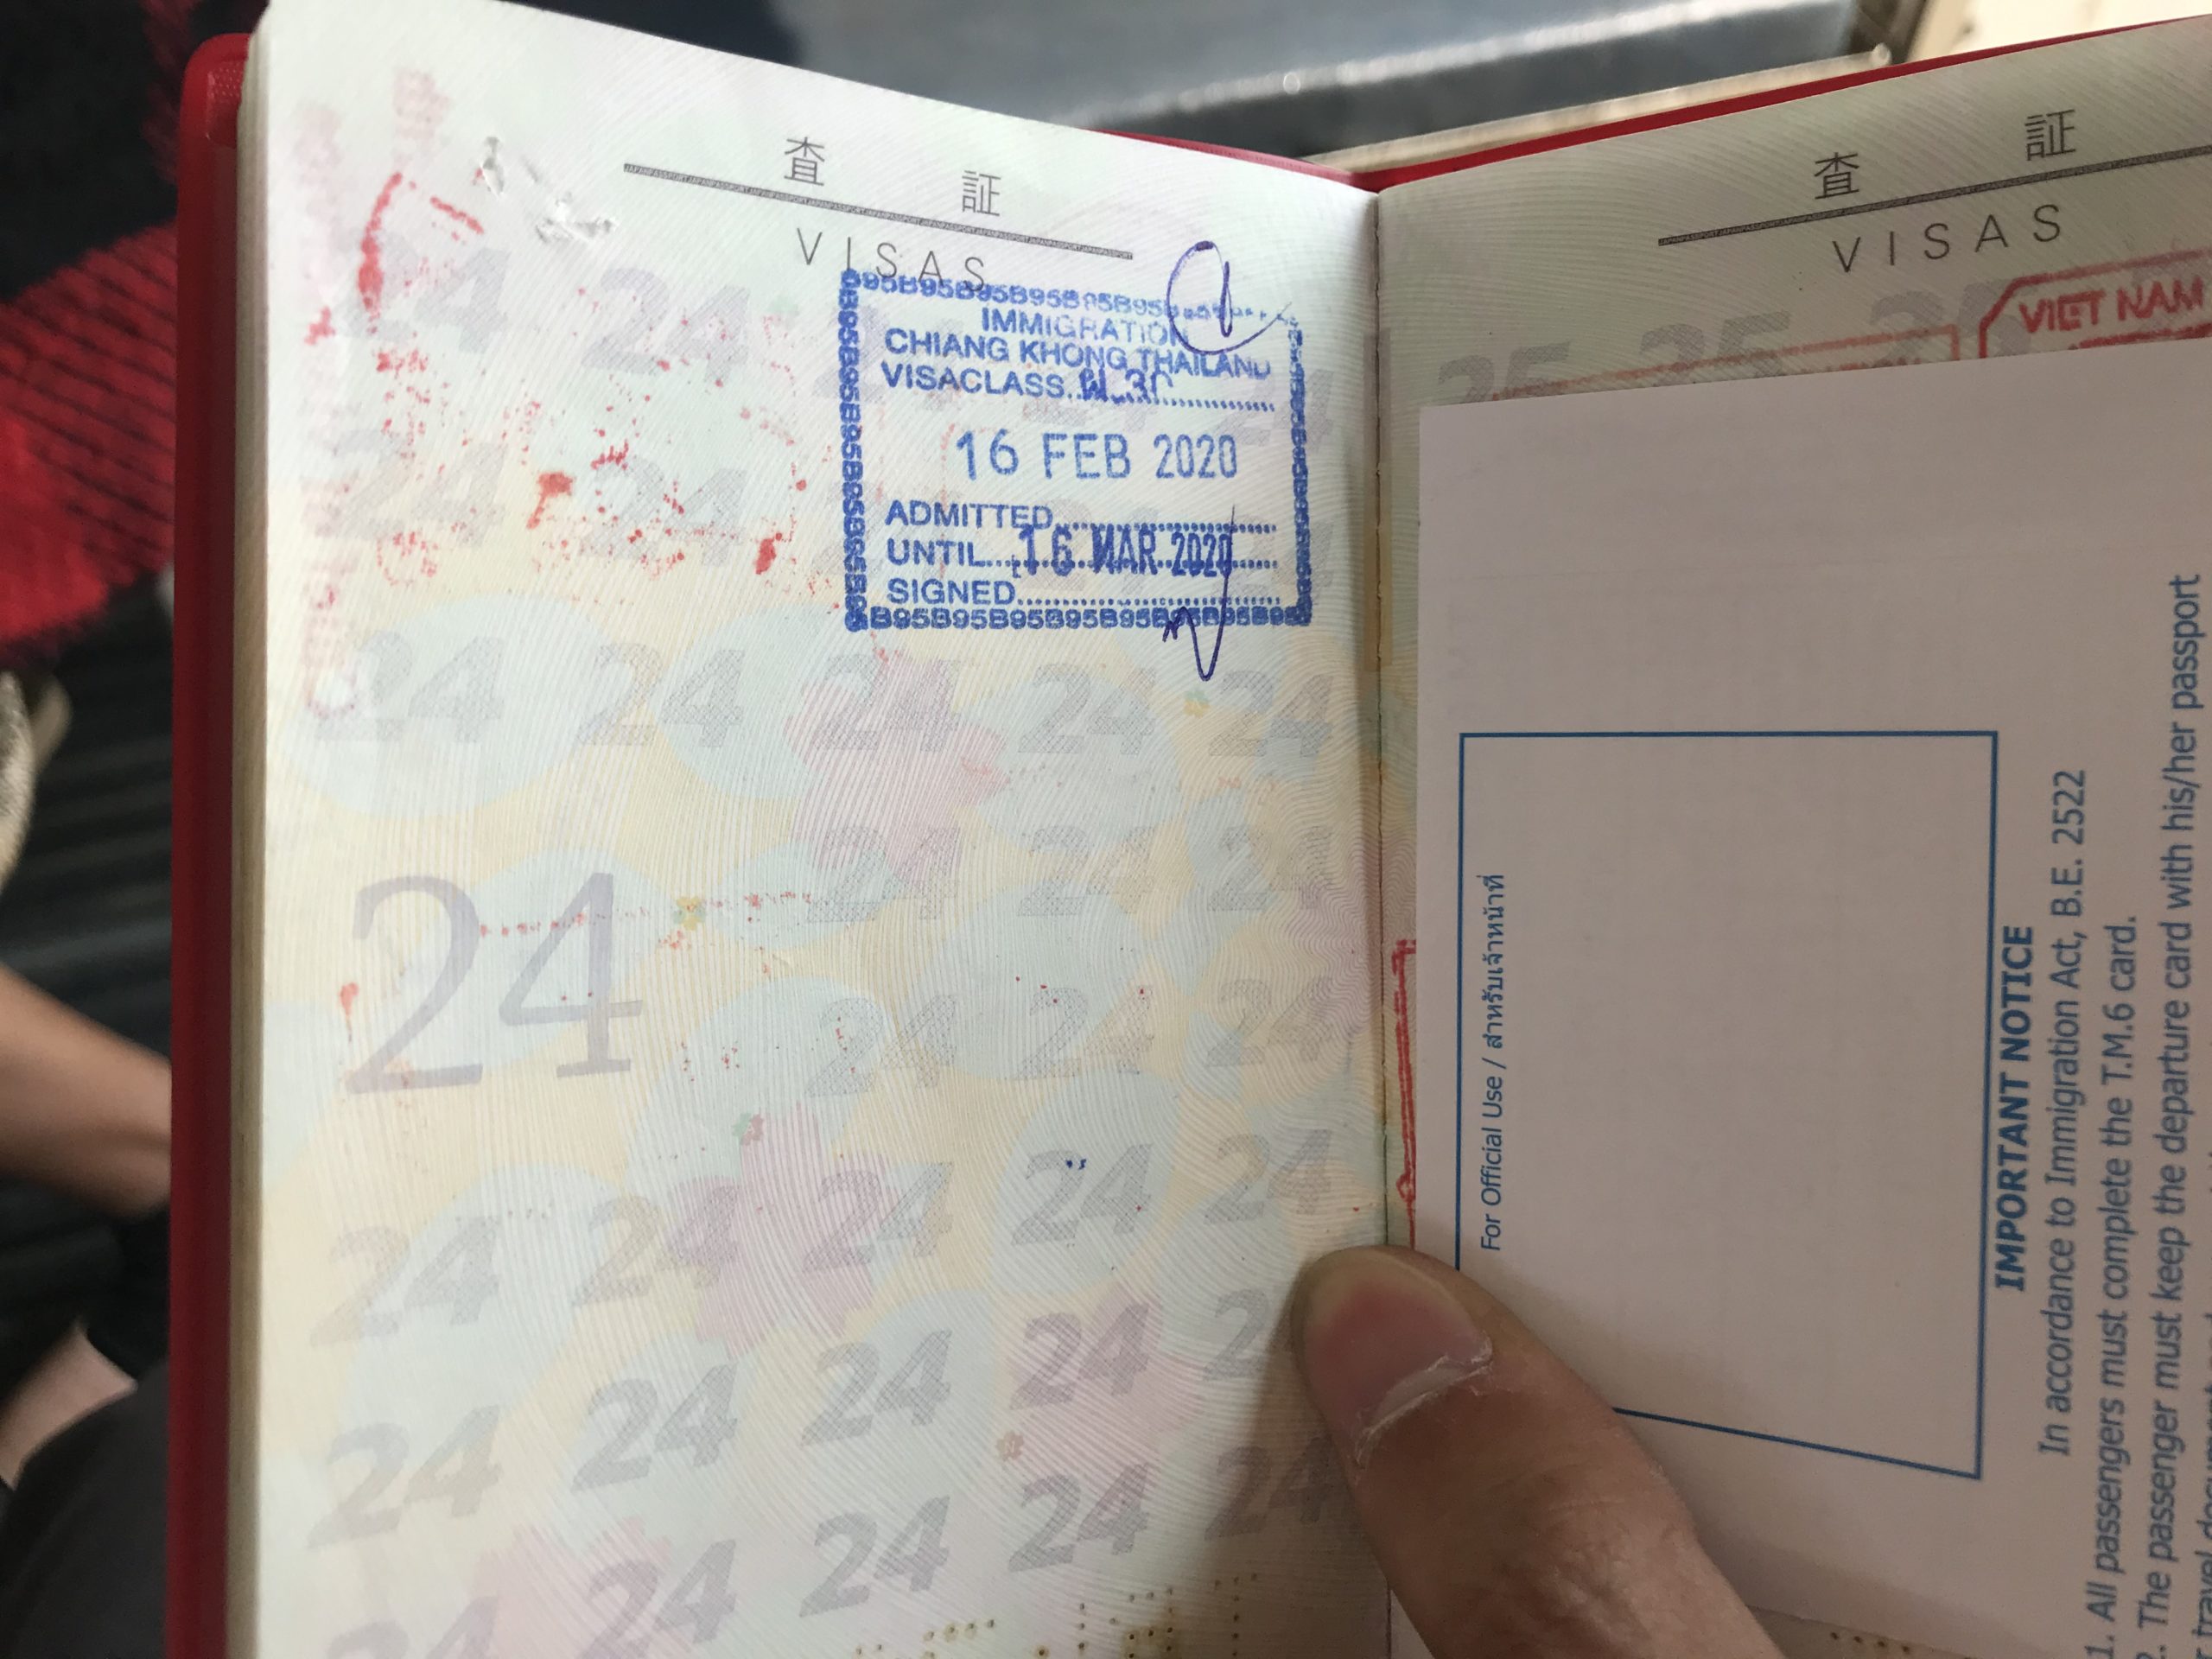 査 証
VISAS
IMMIGRATION
CHIANG KHONG THAILAND
VISACLASS
16 FEB 2020
ADMITTED
UNTIL 16 MAR 2020
SIGNED
24
査 証
VISAS
VIET NAM
For Official Use / สำหรับเจ้าหน้าที่
IMPORTANT NOTICE
In accordance to Immigration Act, B.E. 2522
1. All passengers must complete the T.M.6 card.
2. The passenger must keep the departure card with his/her passport